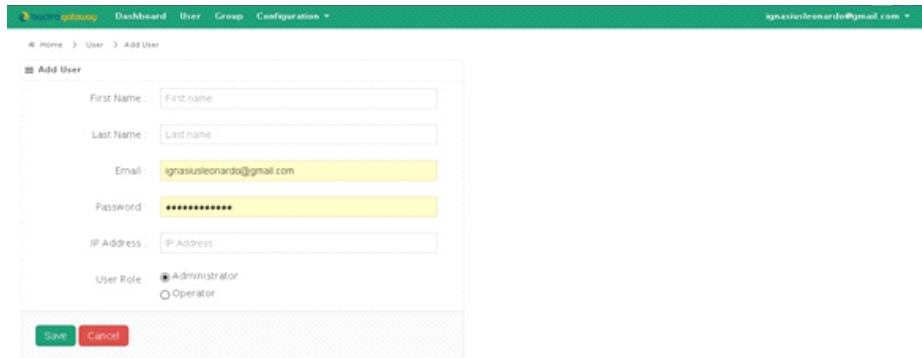 gateway Dashboard User Group Configuration ignasiusleonardo@gmail.com
Home > User > Add User
Add User
First Name : First name
Last Name : Last name
Email : ignasiusleonardo@gmail.com
Password : ••••••••••••
IP Address : IP Address
User Role : Administrator
Operator
Save Cancel